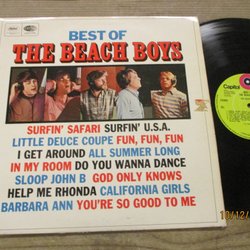 BEST OF
THE BEACH BOYS
SURFIN' SAFARI SURFIN' U.S.A.
LITTLE DEUCE COUPE FUN, FUN, FUN
I GET AROUND ALL SUMMER LONG
IN MY ROOM DO YOU WANNA DANCE
SLOOP JOHN B GOD ONLY KNOWS
HELP ME RHONDA CALIFORNIA GIRLS
BARBARA ANN YOU'RE SO GOOD TO ME
Capitol
10/12/